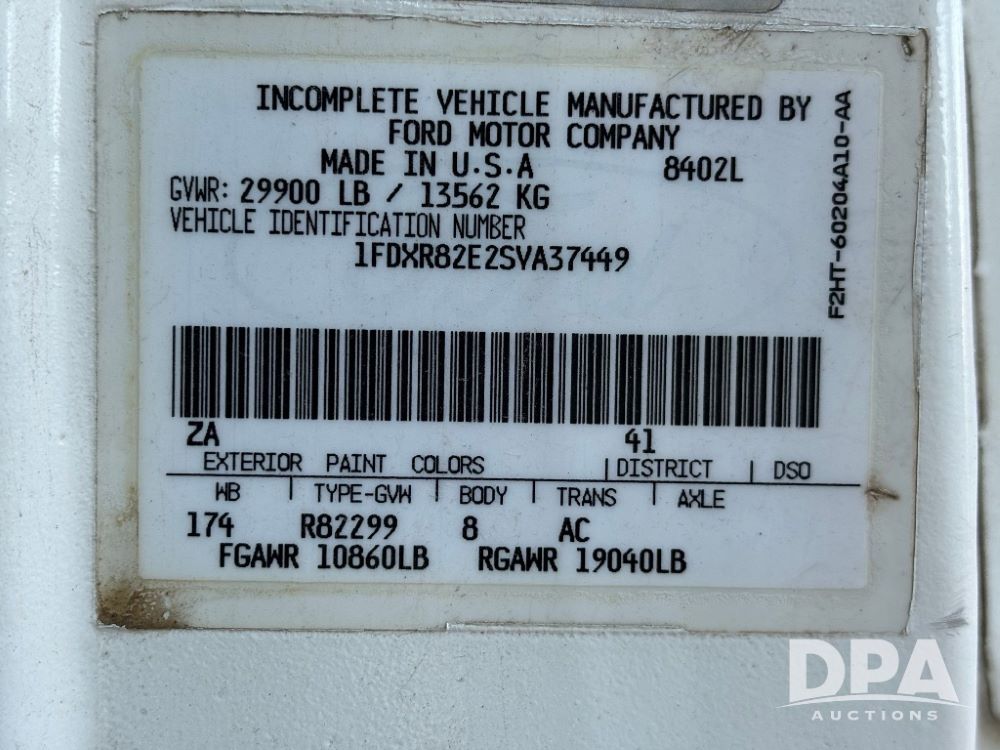 INCOMPLETE VEHICLE MANUFACTURED BY
FORD MOTOR COMPANY
MADE IN U.S.A 8402L
GVWR: 29900 LB / 13562 KG
VEHICLE IDENTIFICATION NUMBER
1FDXR82E2SVA37449
F2HT-60204A10-AA
ZA 41
EXTERIOR PAINT COLORS DISTRICT DSO
WB TYPE-GVW BODY TRANS AXLE
174 R82299 8 AC
FGAWR 10860LB RGAWR 19040LB
DPA
AUCTIONS